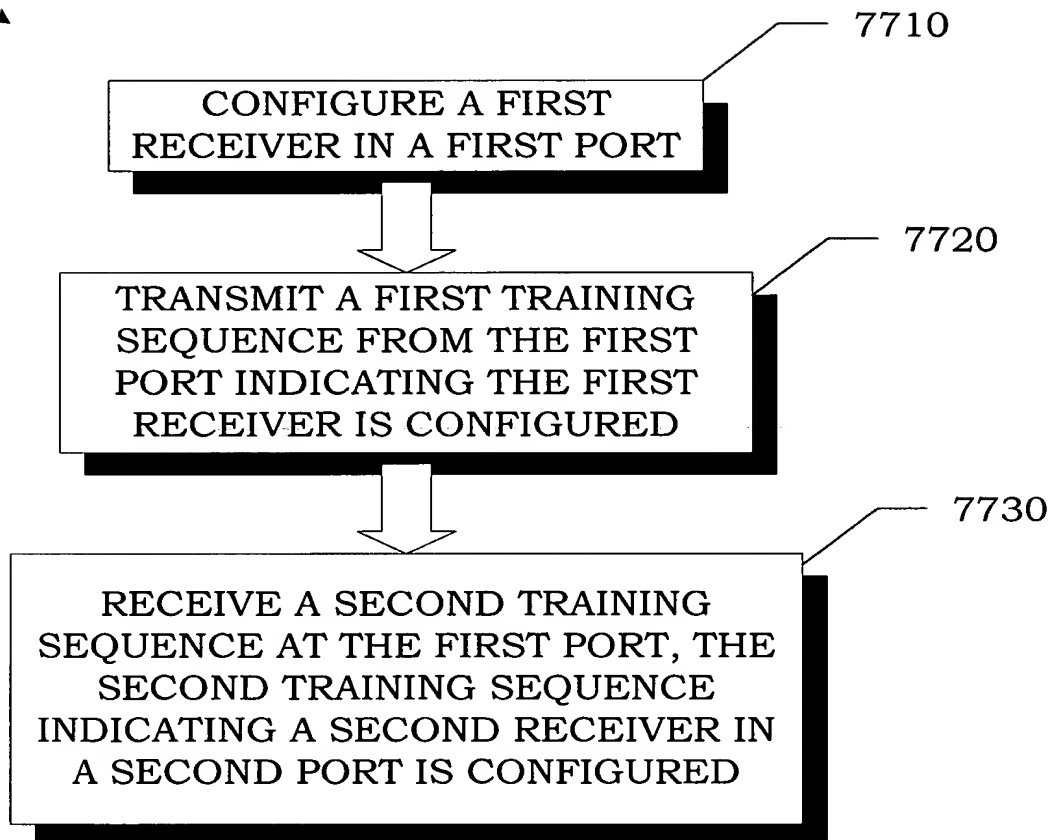 7710
CONFIGURE A FIRST
RECEIVER IN A FIRST PORT
7720
TRANSMIT A FIRST TRAINING
SEQUENCE FROM THE FIRST
PORT INDICATING THE FIRST
RECEIVER IS CONFIGURED
7730
RECEIVE A SECOND TRAINING
SEQUENCE AT THE FIRST PORT, THE
SECOND TRAINING SEQUENCE
INDICATING A SECOND RECEIVER IN
A SECOND PORT IS CONFIGURED